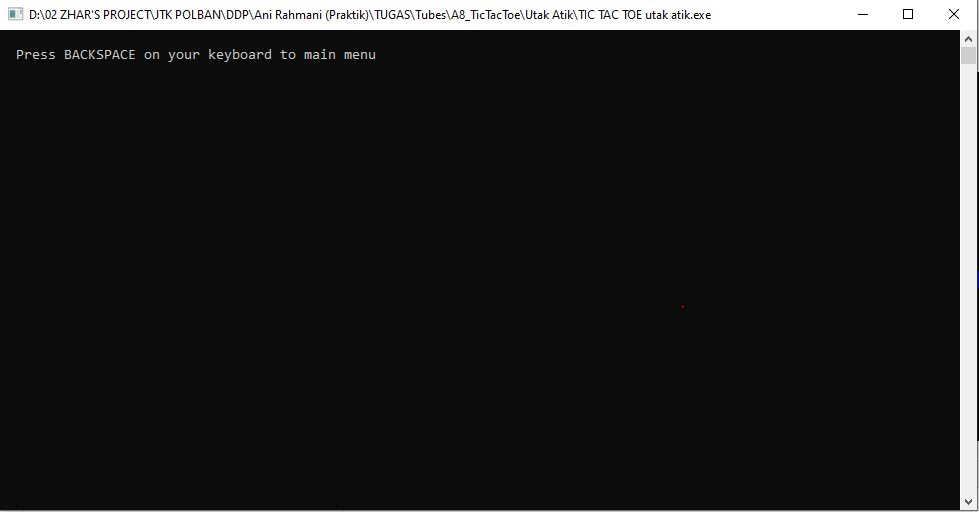 D:\02 ZHAR'S PROJECT\JTK POLBAN\DDP\Ani Rahmani (Praktik)\TUGAS\Tubes\A8_TicTacToe\Utak Atik\TIC TAC TOE utak atik.exe
Press BACKSPACE on your keyboard to main menu